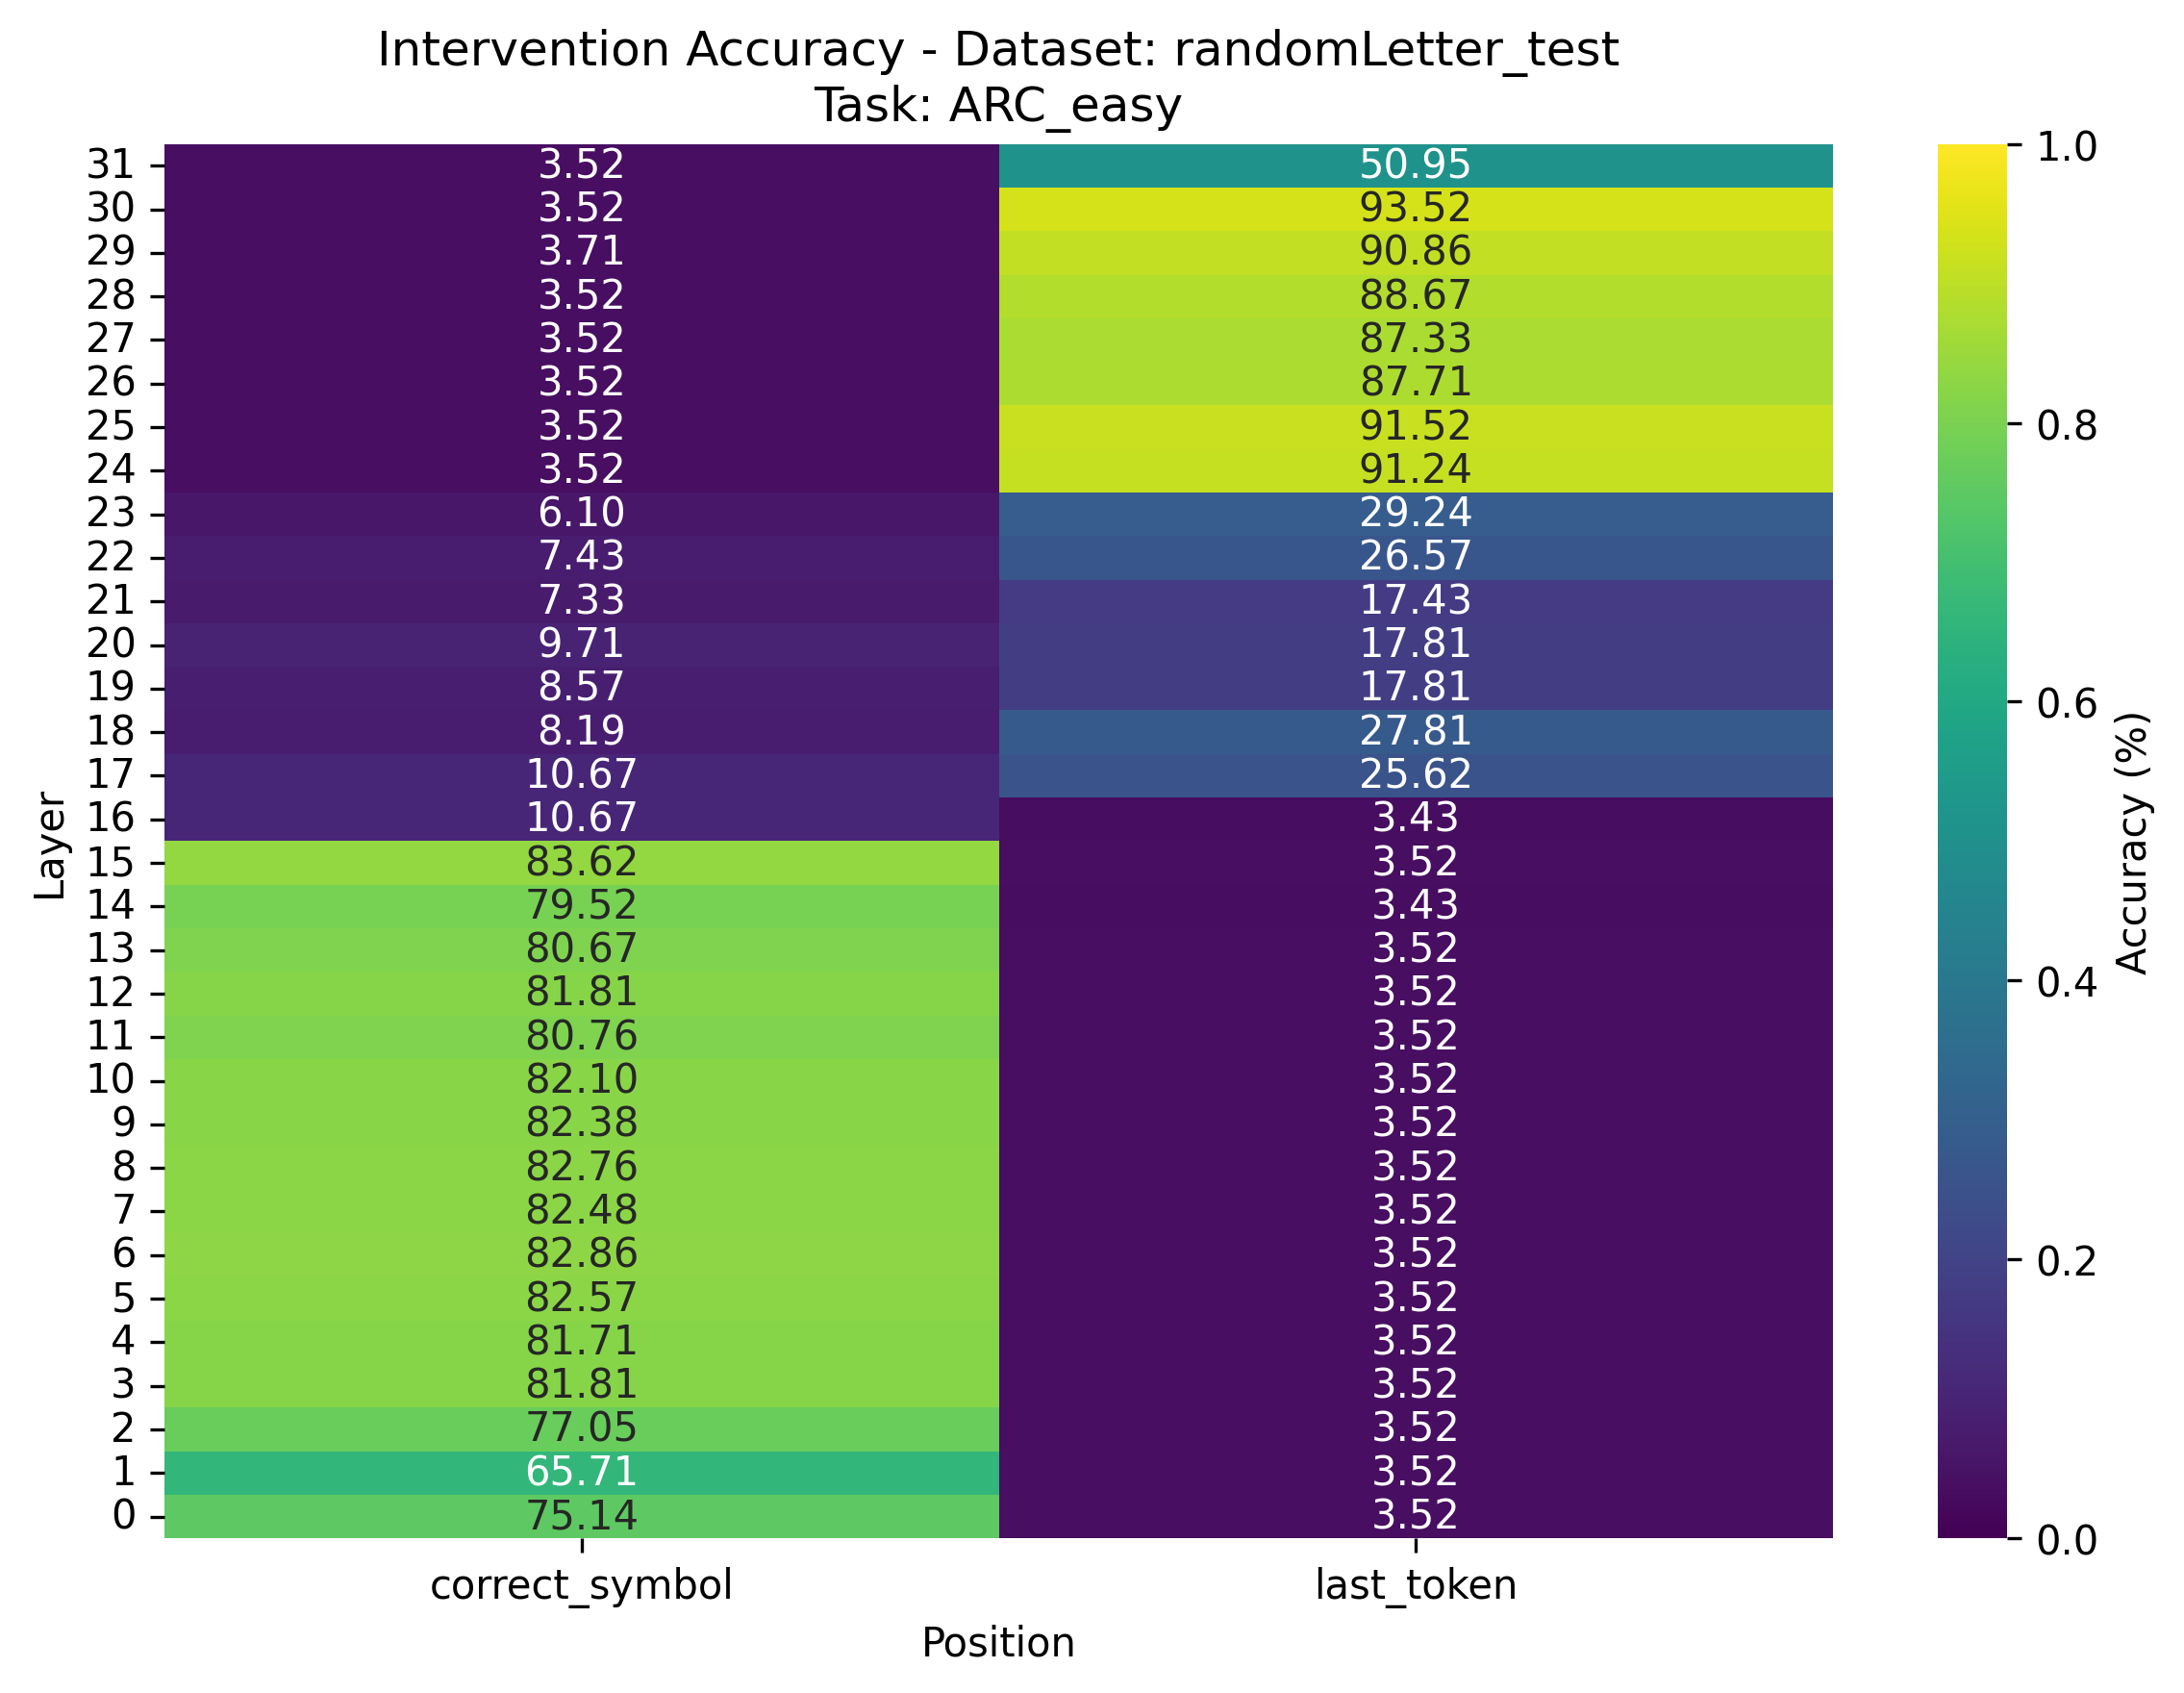 Intervention Accuracy - Dataset: randomLetter_test
Task: ARC_easy
31 3.52 50.95
30 3.52 93.52
29 3.71 90.86
28 3.52 88.67
27 3.52 87.33
26 3.52 87.71
25 3.52 91.52
24 3.52 91.24
23 6.10 29.24
22 7.43 26.57
21 7.33 17.43
20 9.71 17.81
19 8.57 17.81
18 8.19 27.81
17 10.67 25.62
16 10.67 3.43
15 83.62 3.52
14 79.52 3.43
13 80.67 3.52
12 81.81 3.52
11 80.76 3.52
10 82.10 3.52
9 82.38 3.52
8 82.76 3.52
7 82.48 3.52
6 82.86 3.52
5 82.57 3.52
4 81.71 3.52
3 81.81 3.52
2 77.05 3.52
1 65.71 3.52
0 75.14 3.52
correct_symbol last_token
Position
Layer
1.0
0.8
0.6
0.4
0.2
0.0
Accuracy (%)